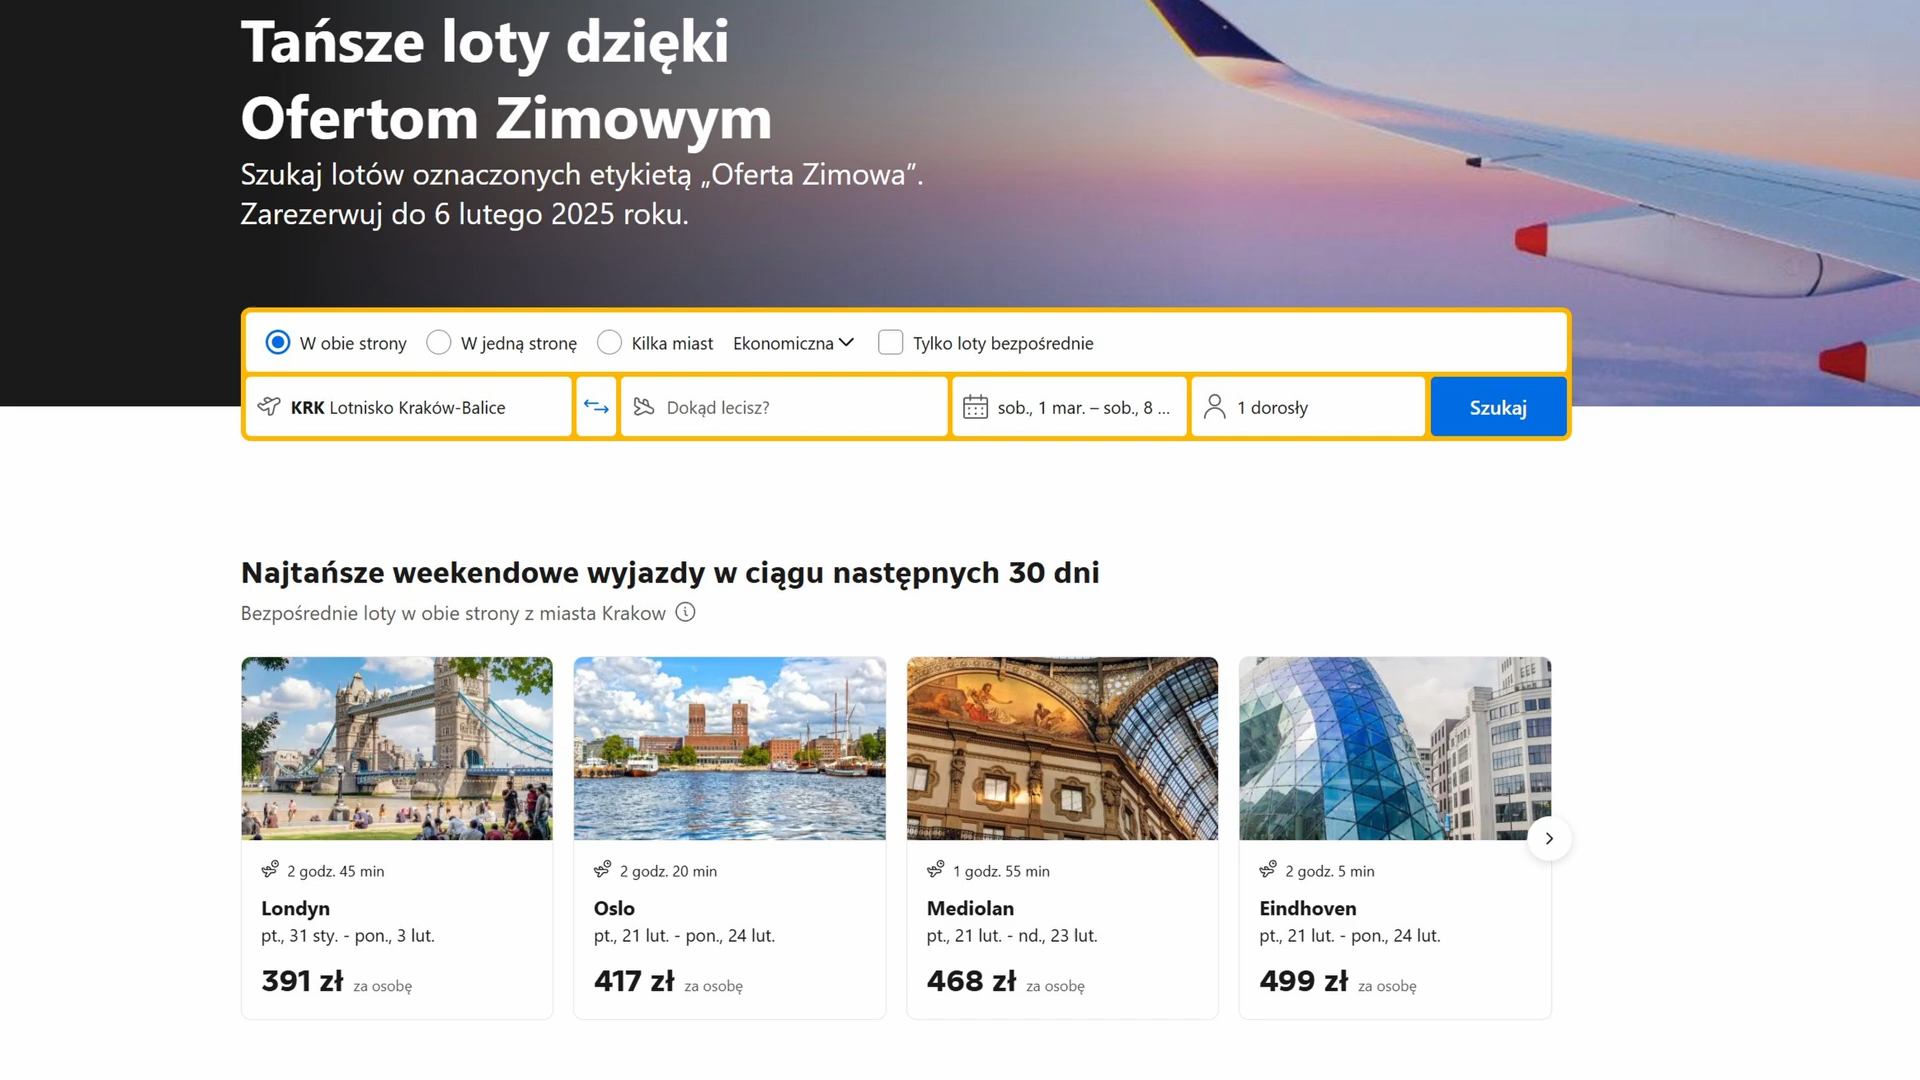 Tańsze loty dzięki
Ofertom Zimowym
Szukaj lotów oznaczonych etykietą „Oferta Zimowa”.
Zarezerwuj do 6 lutego 2025 roku.
W obie strony W jedną stronę Kilka miast Ekonomiczna Tylko loty bezpośrednie
KRK Lotnisko Kraków-Balice Dokąd lecisz? sob., 1 mar. – sob., 8 ... 1 dorosły Szukaj
Najtańsze weekendowe wyjazdy w ciągu następnych 30 dni
Bezpośrednie loty w obie strony z miasta Krakow
2 godz. 45 min
Londyn
pt., 31 sty. - pon., 3 lut.
391 zł za osobę
2 godz. 20 min
Oslo
pt., 21 lut. - pon., 24 lut.
417 zł za osobę
1 godz. 55 min
Mediolan
pt., 21 lut. - nd., 23 lut.
468 zł za osobę
2 godz. 5 min
Eindhoven
pt., 21 lut. - pon., 24 lut.
499 zł za osobę